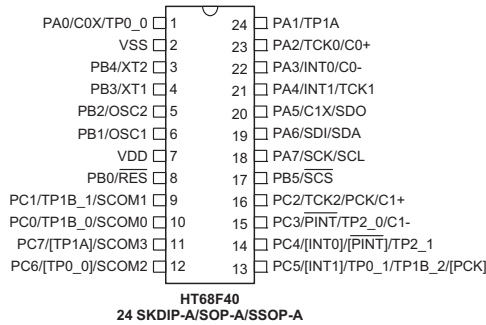 PA0/C0X/TP0_0 1 24 PA1/TP1A
VSS 2 23 PA2/TCK0/C0+
PB4/XT2 3 22 PA3/INT0/C0-
PB3/XT1 4 21 PA4/INT1/TCK1
PB2/OSC2 5 20 PA5/C1X/SDO
PB1/OSC1 6 19 PA6/SDI/SDA
VDD 7 18 PA7/SCK/SCL
PB0/RES 8 17 PB5/SCS
PC1/TP1B_1/SCOM1 9 16 PC2/TCK2/PCK/C1+
PC0/TP1B_0/SCOM0 10 15 PC3/PINT/TP2_0/C1-
PC7/[TP1A]/SCOM3 11 14 PC4/[INT0]/[PINT]/TP2_1
PC6/[TP0_0]/SCOM2 12 13 PC5/[INT1]/TP0_1/TP1B_2/[PCK]
HT68F40
24 SKDIP-A/SOP-A/SSOP-A